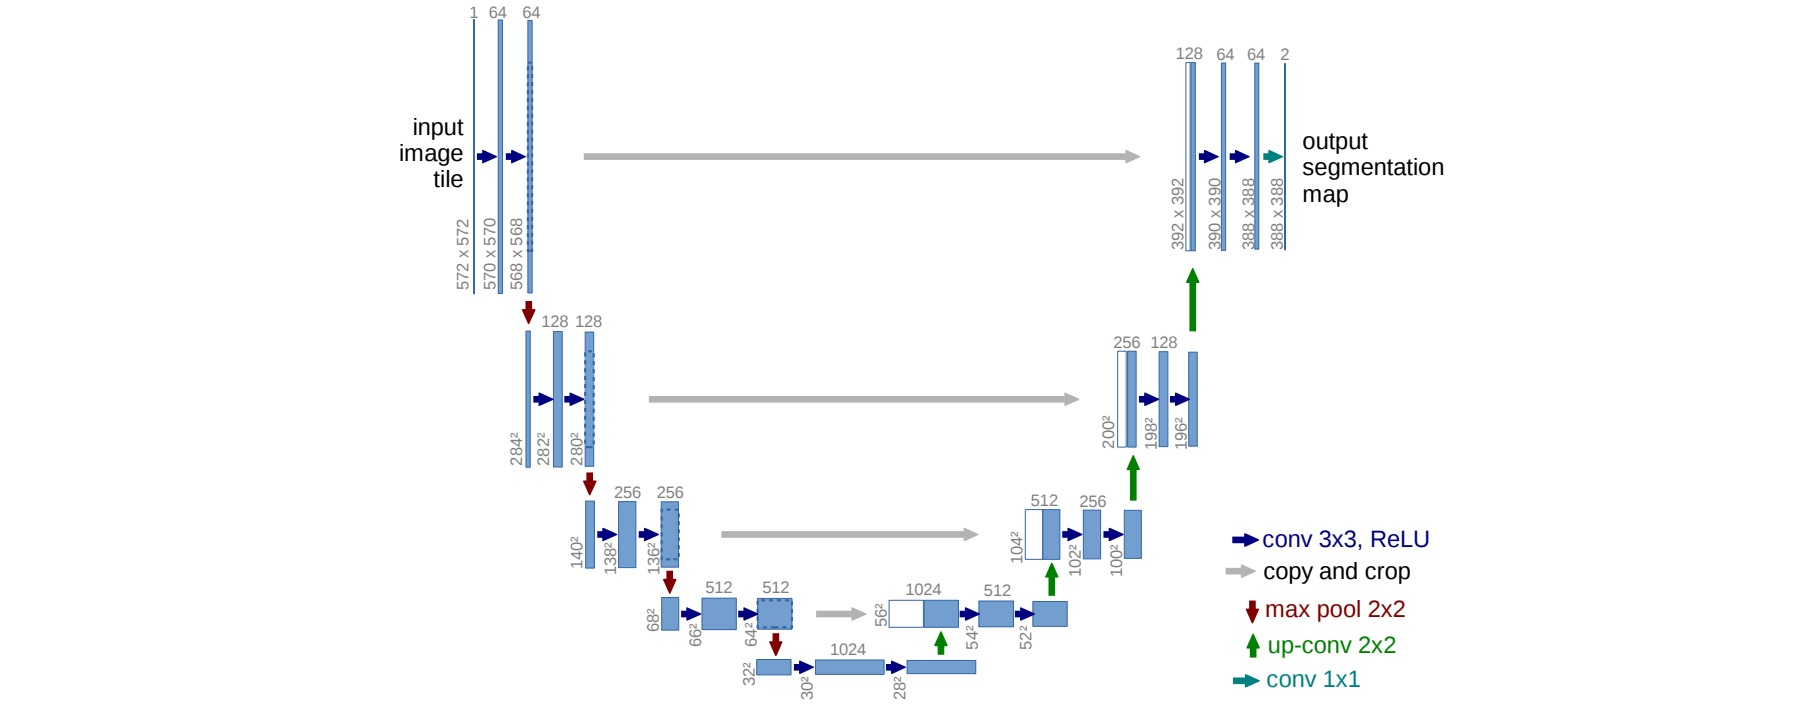 1 64 64
input
image
tile
572 x 572
570 x 570
568 x 568
128 64 64 2
output
segmentation
map
392 x 392
390 x 390
388 x 388
388 x 388
128 128
284²
282²
280²
256 128
200²
198²
196²
256 256
140²
138²
136²
512 256
104²
102²
100²
512 512
68²
66²
64²
1024 512
56²
54²
52²
1024
32²
30²
28²
conv 3x3, ReLU
copy and crop
max pool 2x2
up-conv 2x2
conv 1x1